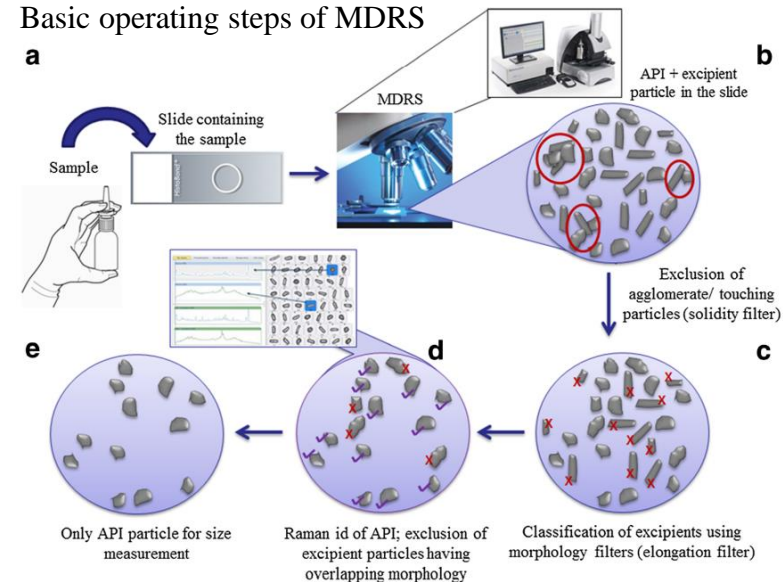 Basic operating steps of MDRS
a
b
MDRS
API + excipient
particle in the slide
Slide containing
the sample
Sample
Exclusion of
agglomerate/ touching
particles (solidity filter)
e
d
c
Only API particle for size
measurement
Raman id of API; exclusion of
excipient particles having
overlapping morphology
Classification of excipients using
morphology filters (elongation filter)